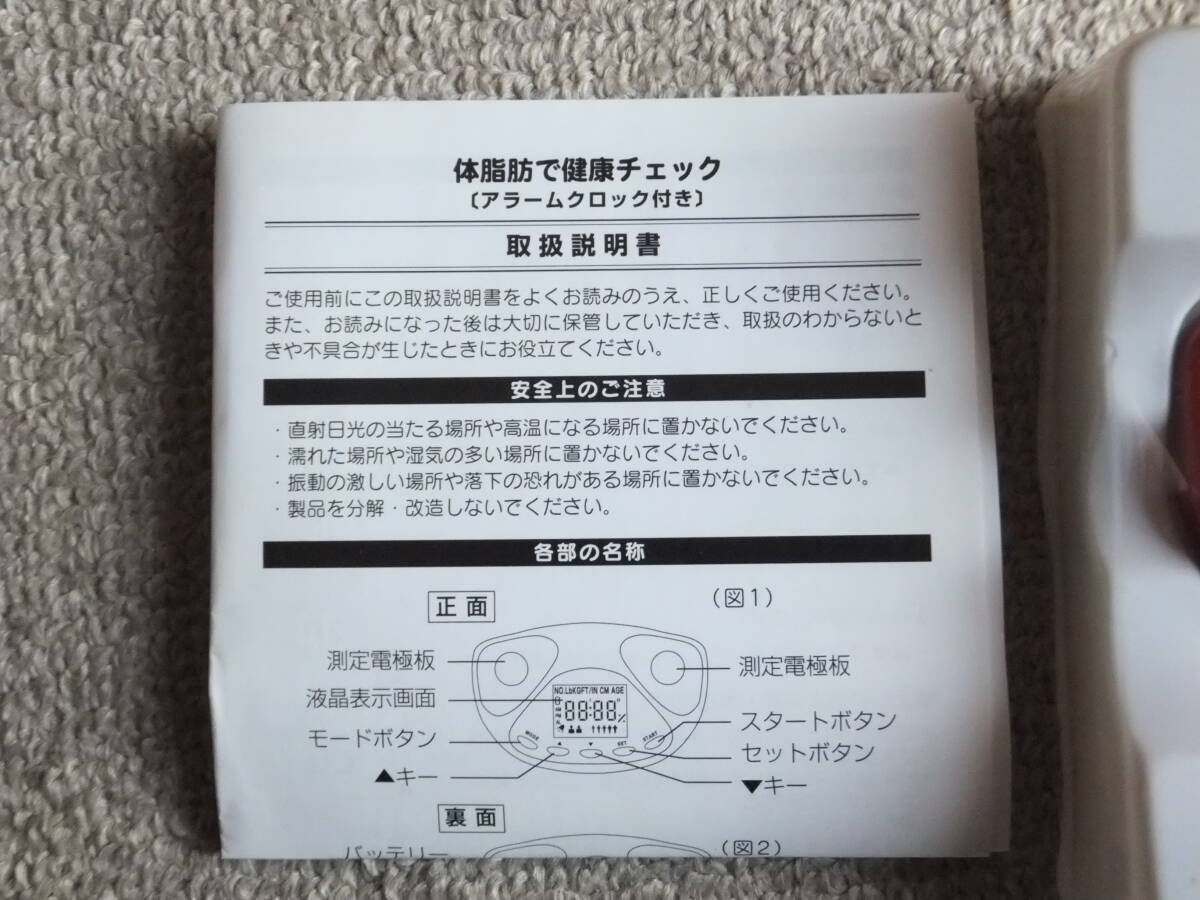 体脂肪で健康チェック
〔アラームクロック付き〕
取扱説明書
ご使用前にこの取扱説明書をよくお読みのうえ、正しくご使用ください。
また、お読みになった後は大切に保管していただき、取扱のわからないと
きや不具合が生じたときにお役立てください。
安全上のご注意
・直射日光の当たる場所や高温になる場所に置かないでください。
・濡れた場所や湿気の多い場所に置かないでください。
・振動の激しい場所や落下の恐れがある場所に置かないでください。
・製品を分解・改造しないでください。
各部の名称
正面
(図1)
測定電極板
測定電極板
液晶表示画面
NO.LbKGFT/IN CM AGE
88:88%
スタートボタン
モードボタン
MODE
▲
▼
SET
START
セットボタン
▲キー
▼キー
裏面
(図2)
バッテリー